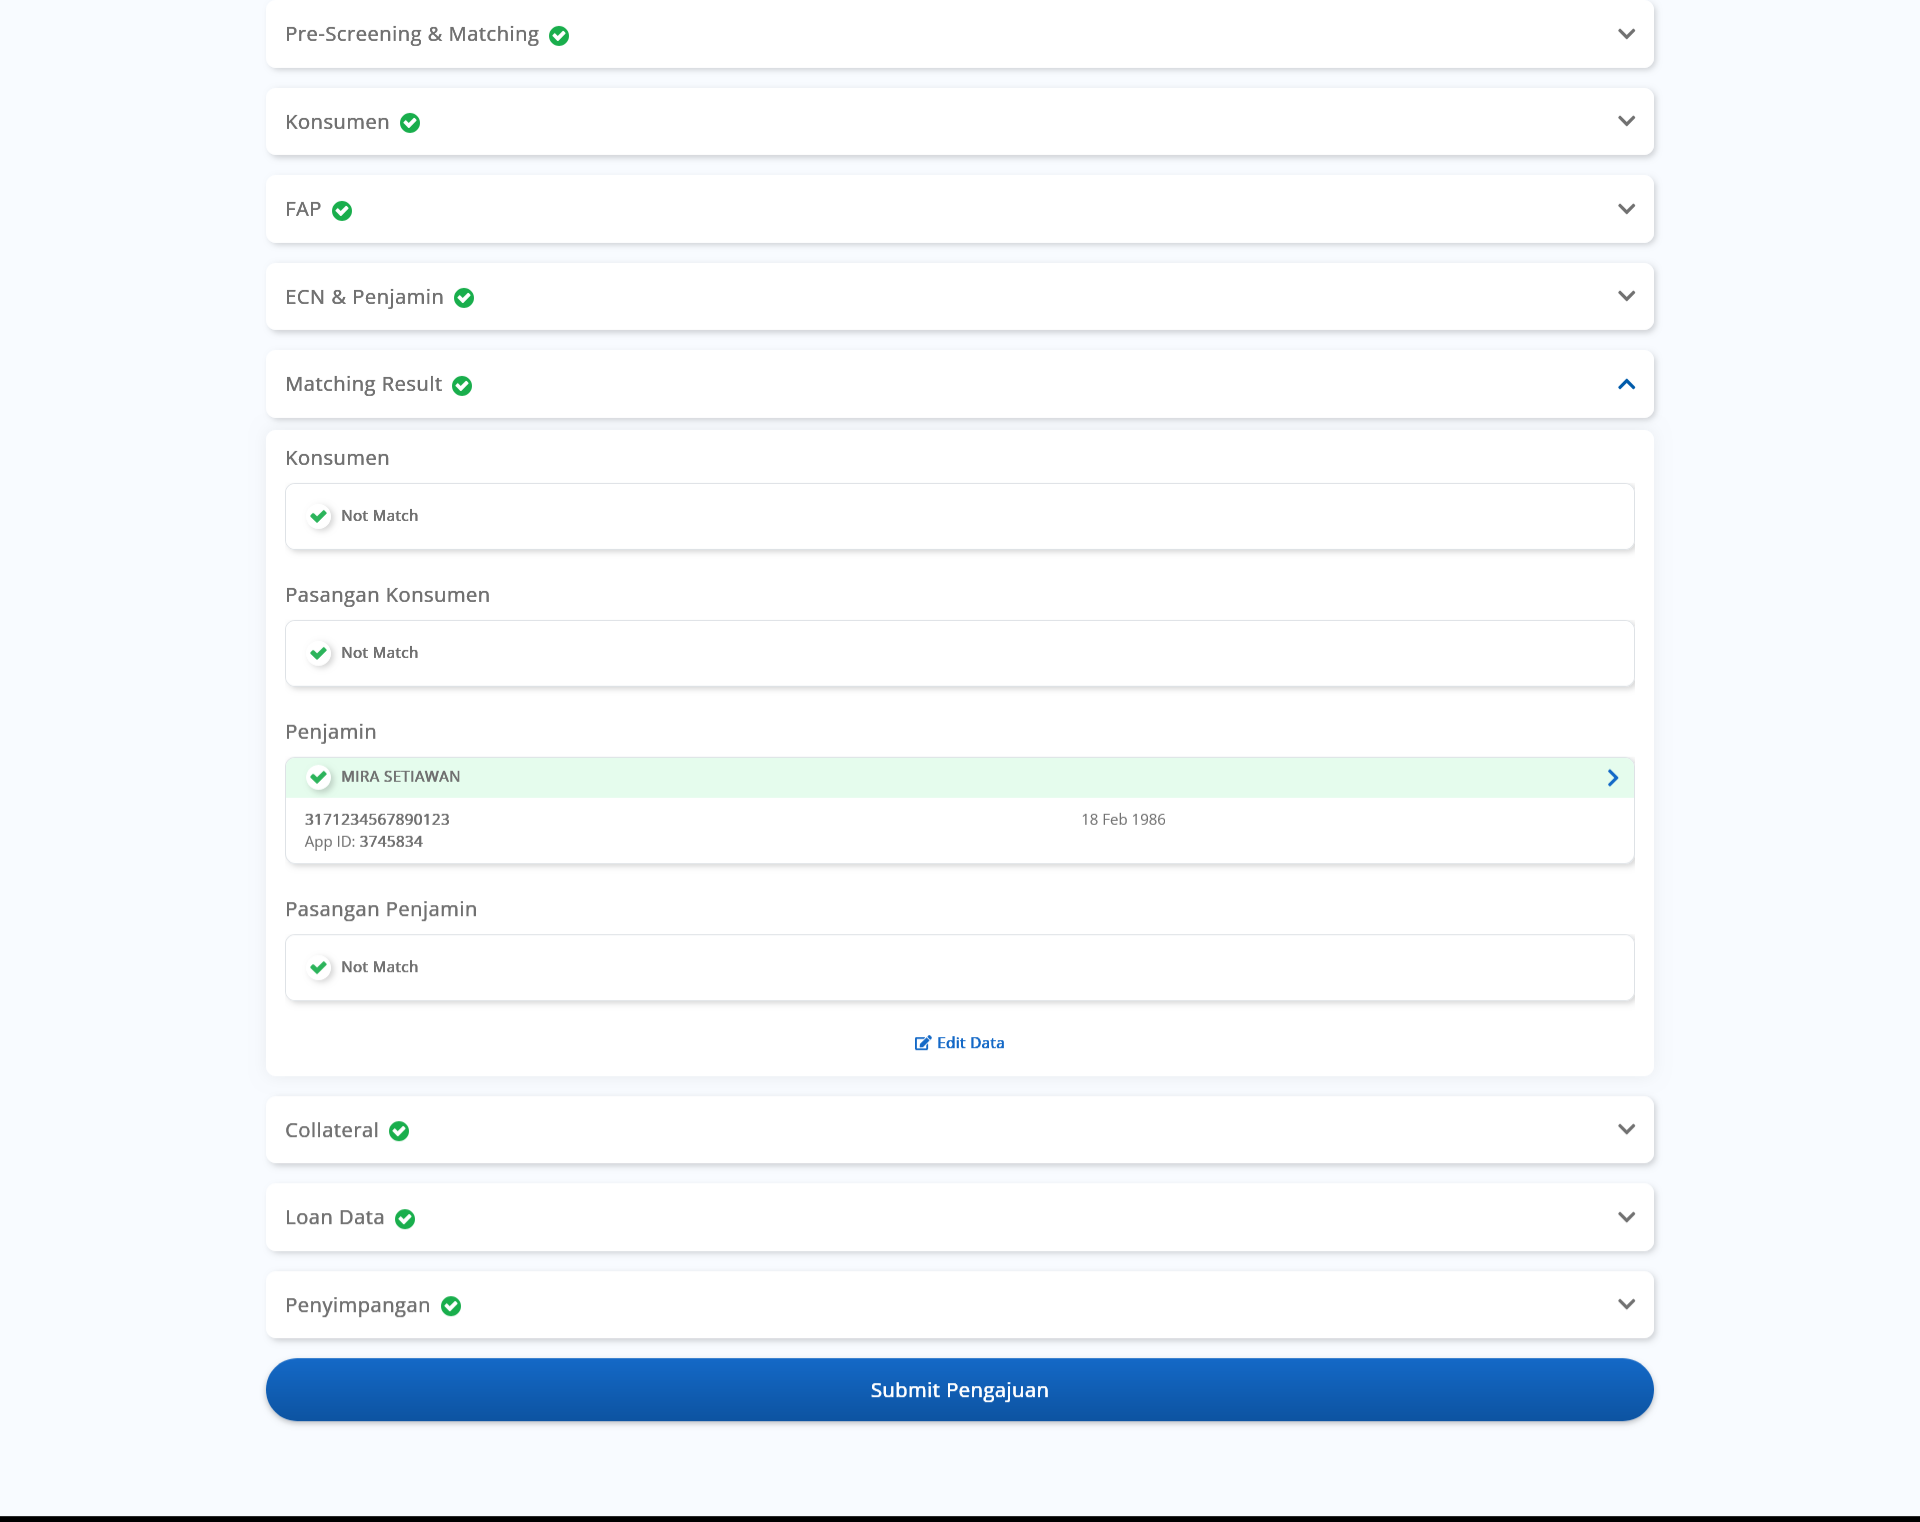 Pre-Screening & Matching
Konsumen
FAP
ECN & Penjamin
Matching Result
Konsumen
Not Match
Pasangan Konsumen
Not Match
Penjamin
MIRA SETIAWAN
3171234567890123 18 Feb 1986
App ID: 3745834
Pasangan Penjamin
Not Match
Edit Data
Collateral
Loan Data
Penyimpangan
Submit Pengajuan